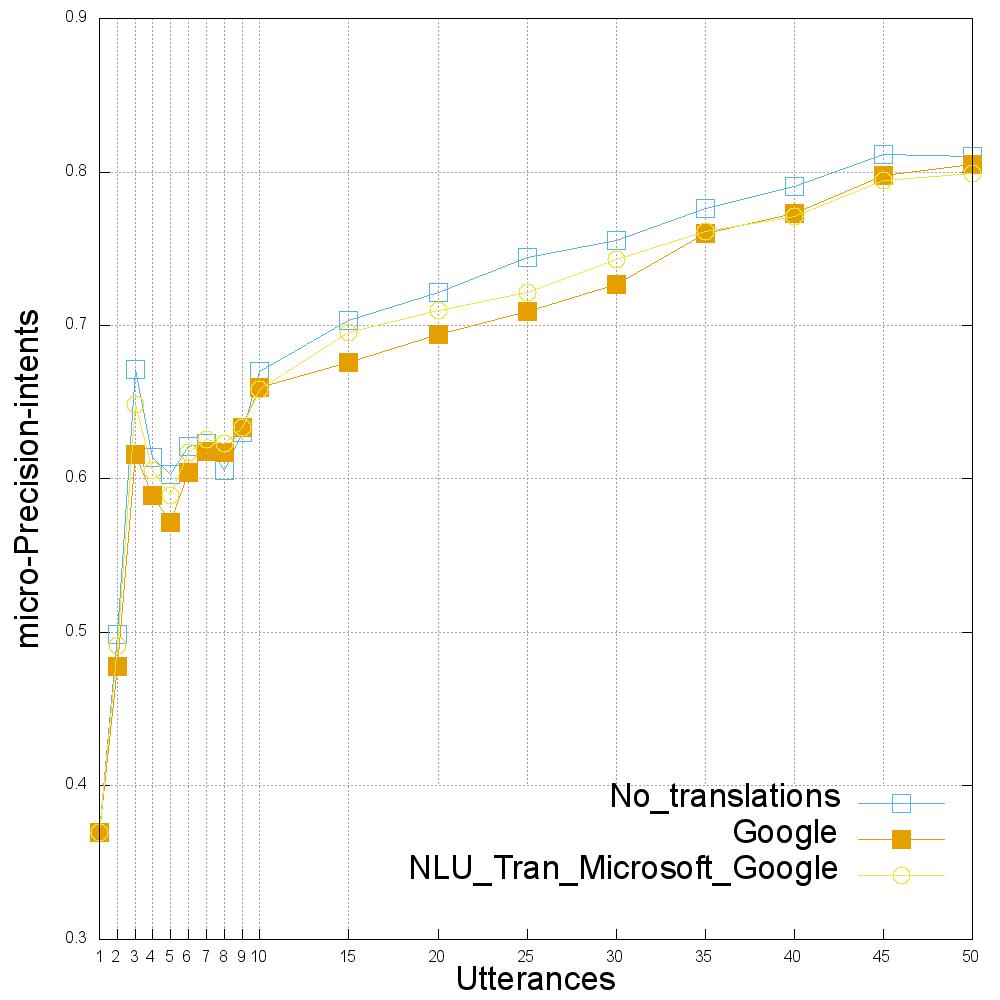 0.9
0.8
0.7
0.6
0.5
0.4
0.3
micro-Precision-intents
No_translations
Google
NLU_Tran_Microsoft_Google
1 2 3 4 5 6 7 8 9 10 15 20 25 30 35 40 45 50
Utterances